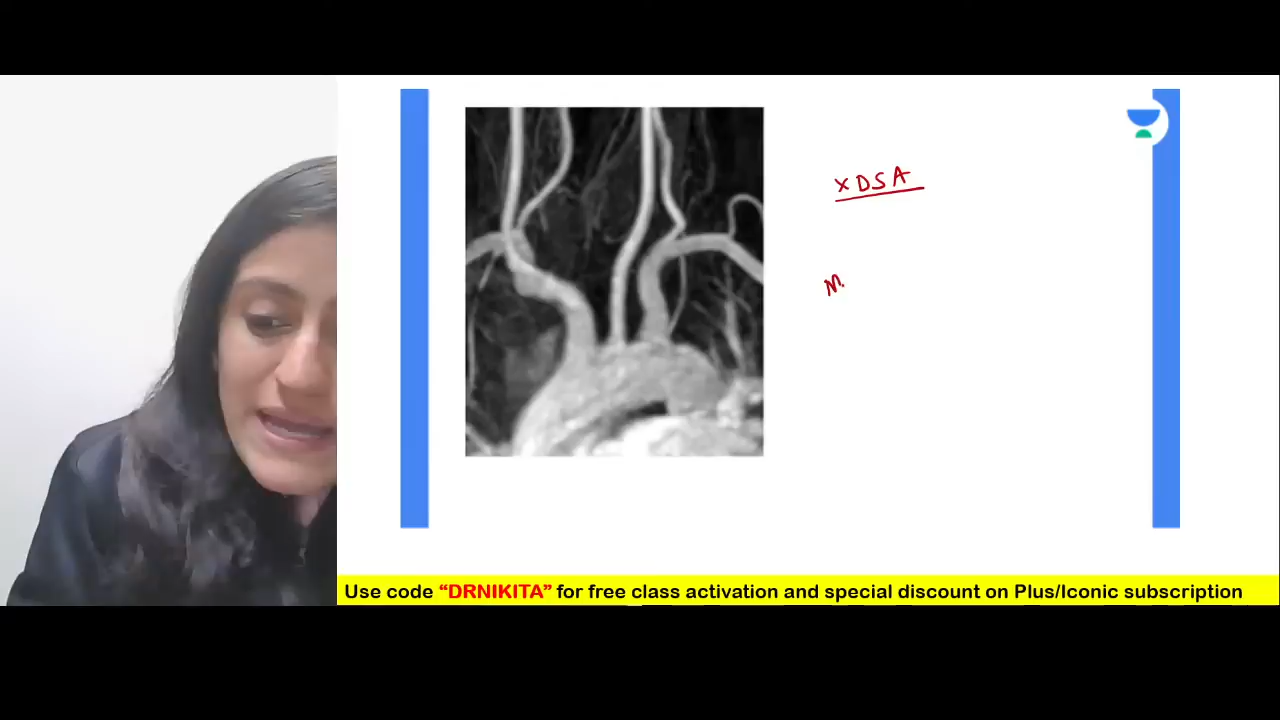 x DSA
M
Use code “DRNIKITA” for free class activation and special discount on Plus/Iconic subscription